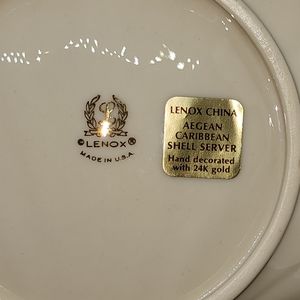 L
©LENOX®
MADE IN U.S.A.
LENOX CHINA
AEGEAN
CARIBBEAN
SHELL SERVER
Hand decorated
with 24K gold